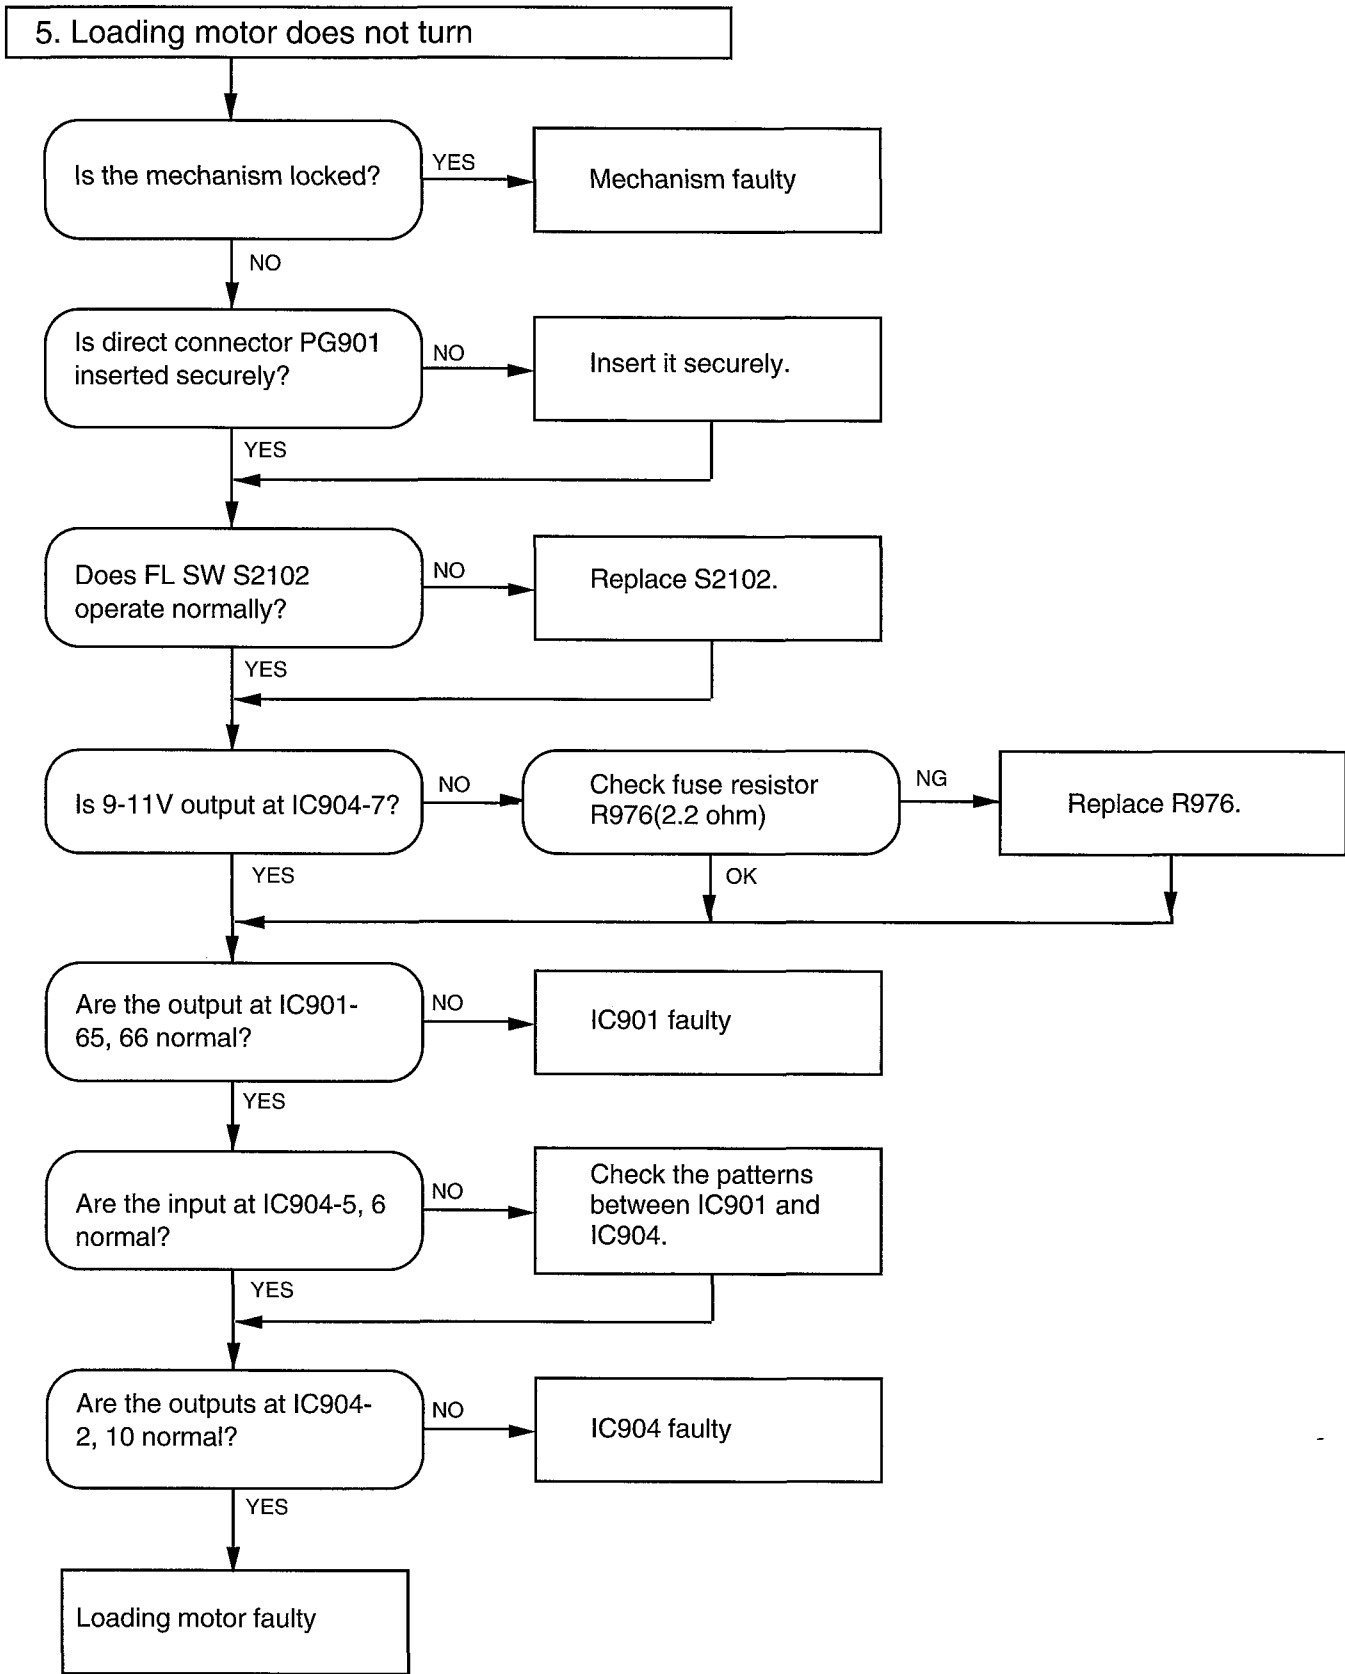 5. Loading motor does not turn
Is the mechanism locked?
YES
Mechanism faulty
NO
Is direct connector PG901
inserted securely?
NO
Insert it securely.
YES
Does FL SW S2102
operate normally?
NO
Replace S2102.
YES
Is 9-11V output at IC904-7?
NO
Check fuse resistor
R976(2.2 ohm)
NG
Replace R976.
YES
OK
Are the output at IC901-
65, 66 normal?
NO
IC901 faulty
YES
Are the input at IC904-5, 6
normal?
NO
Check the patterns
between IC901 and
IC904.
YES
Are the outputs at IC904-
2, 10 normal?
NO
IC904 faulty
YES
Loading motor faulty